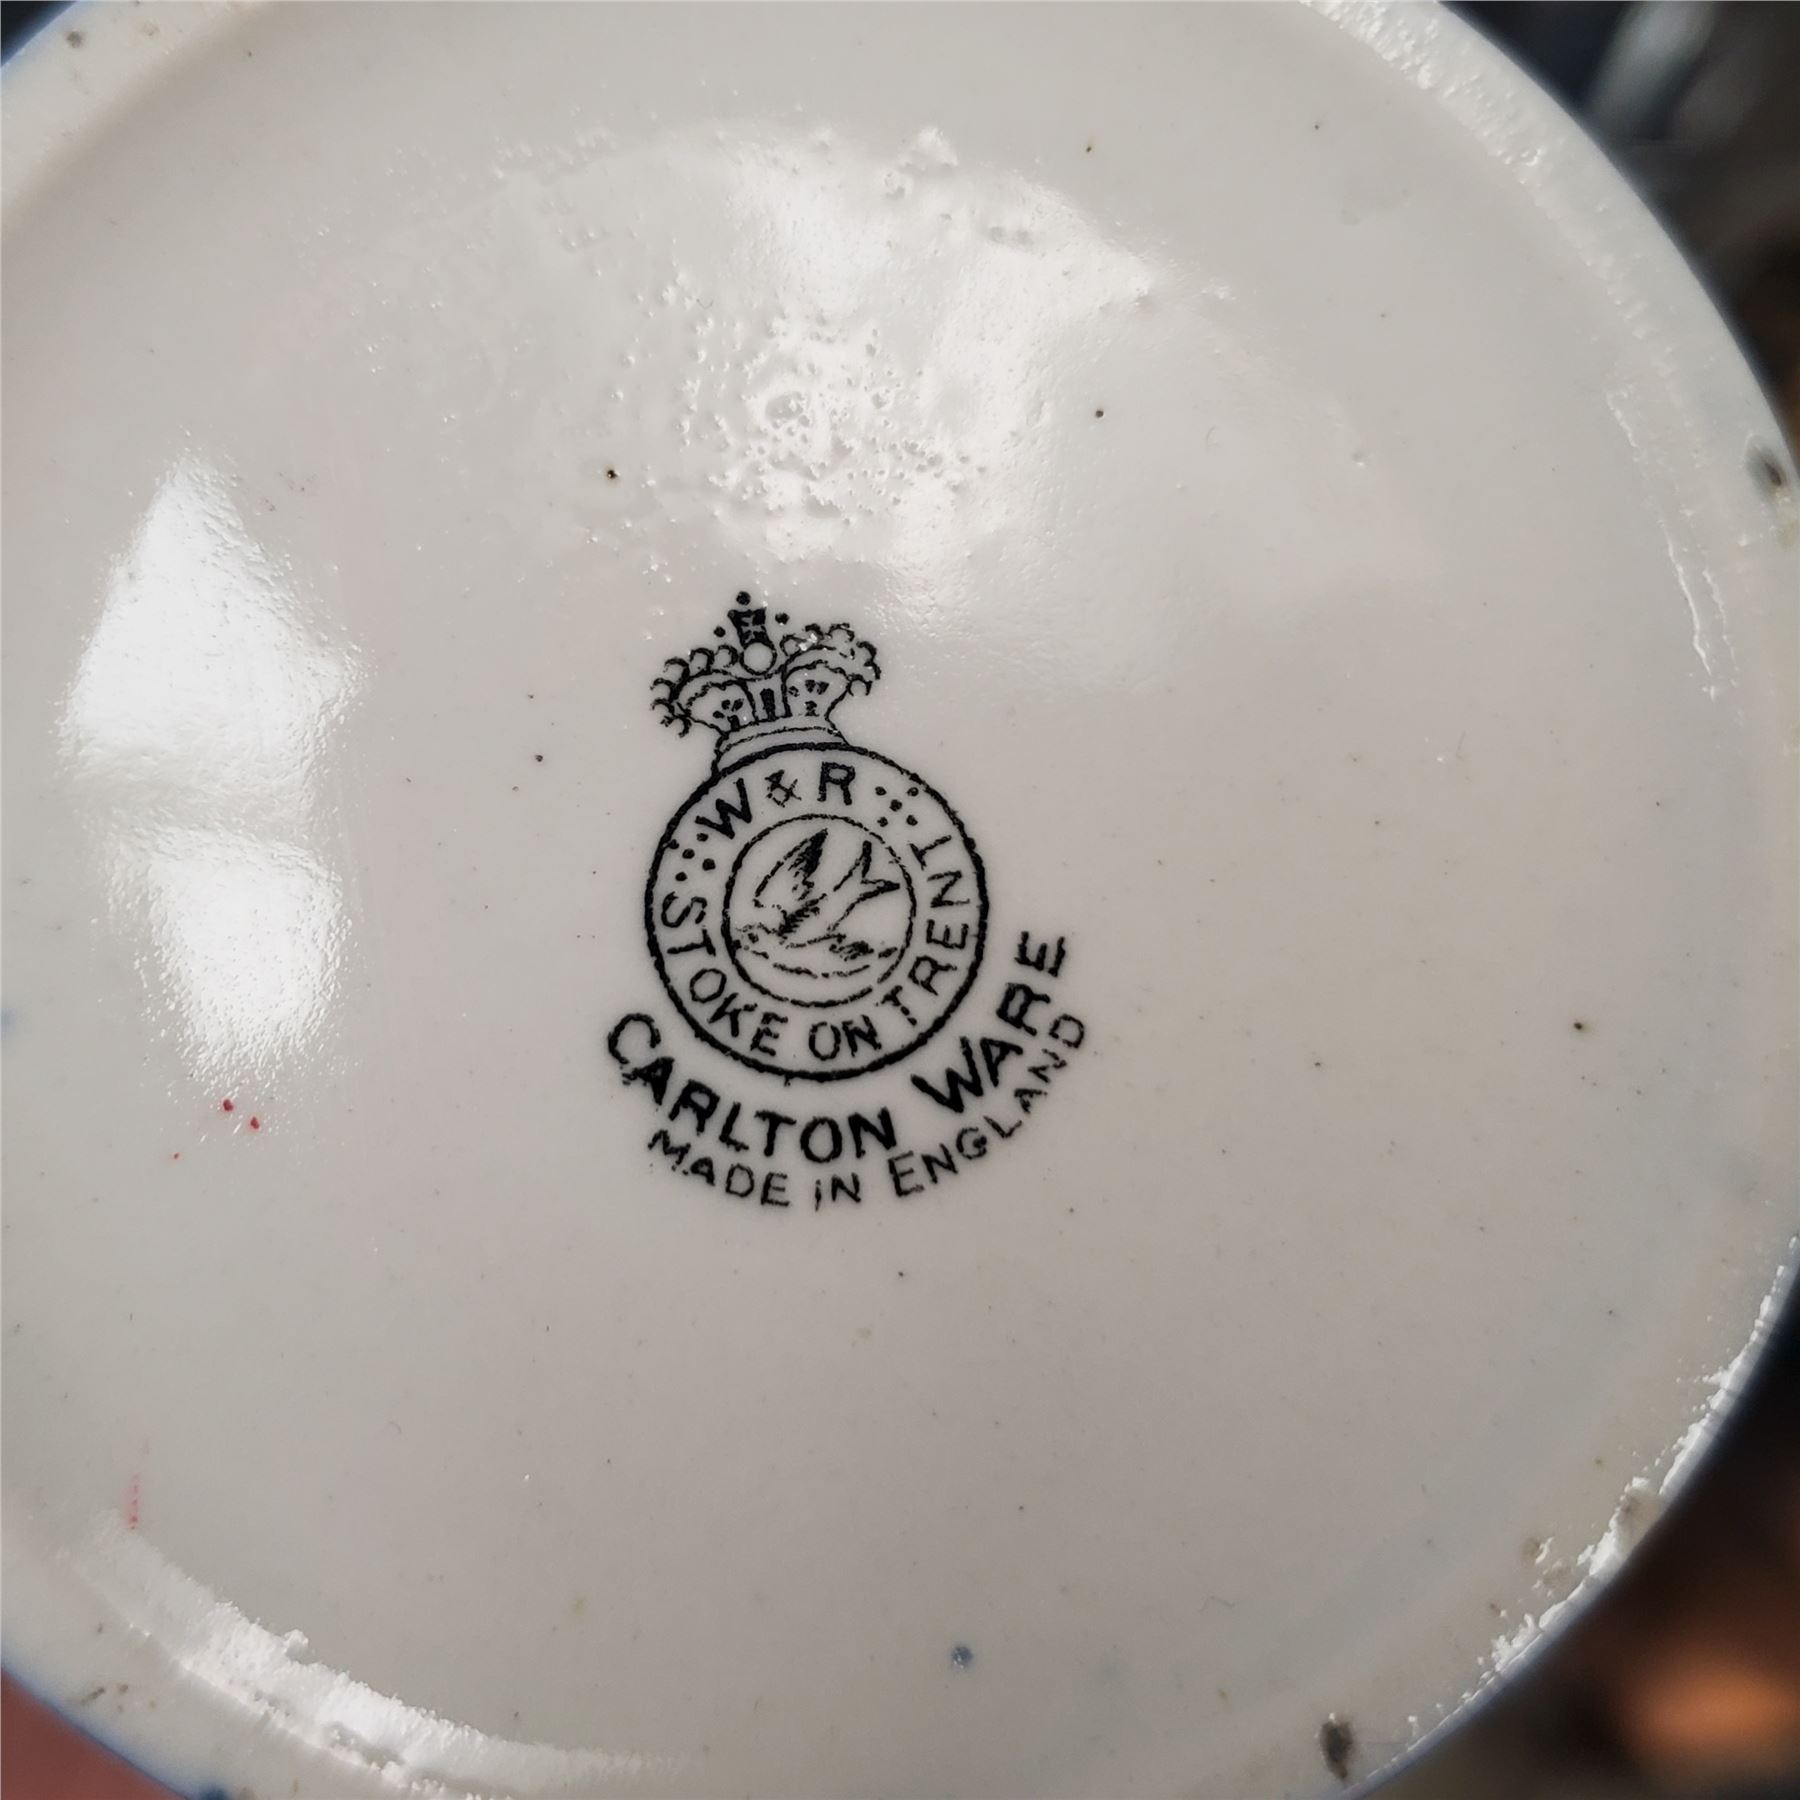 W & R
STOKE ON TRENT
CARLTON WARE
MADE IN ENGLAND